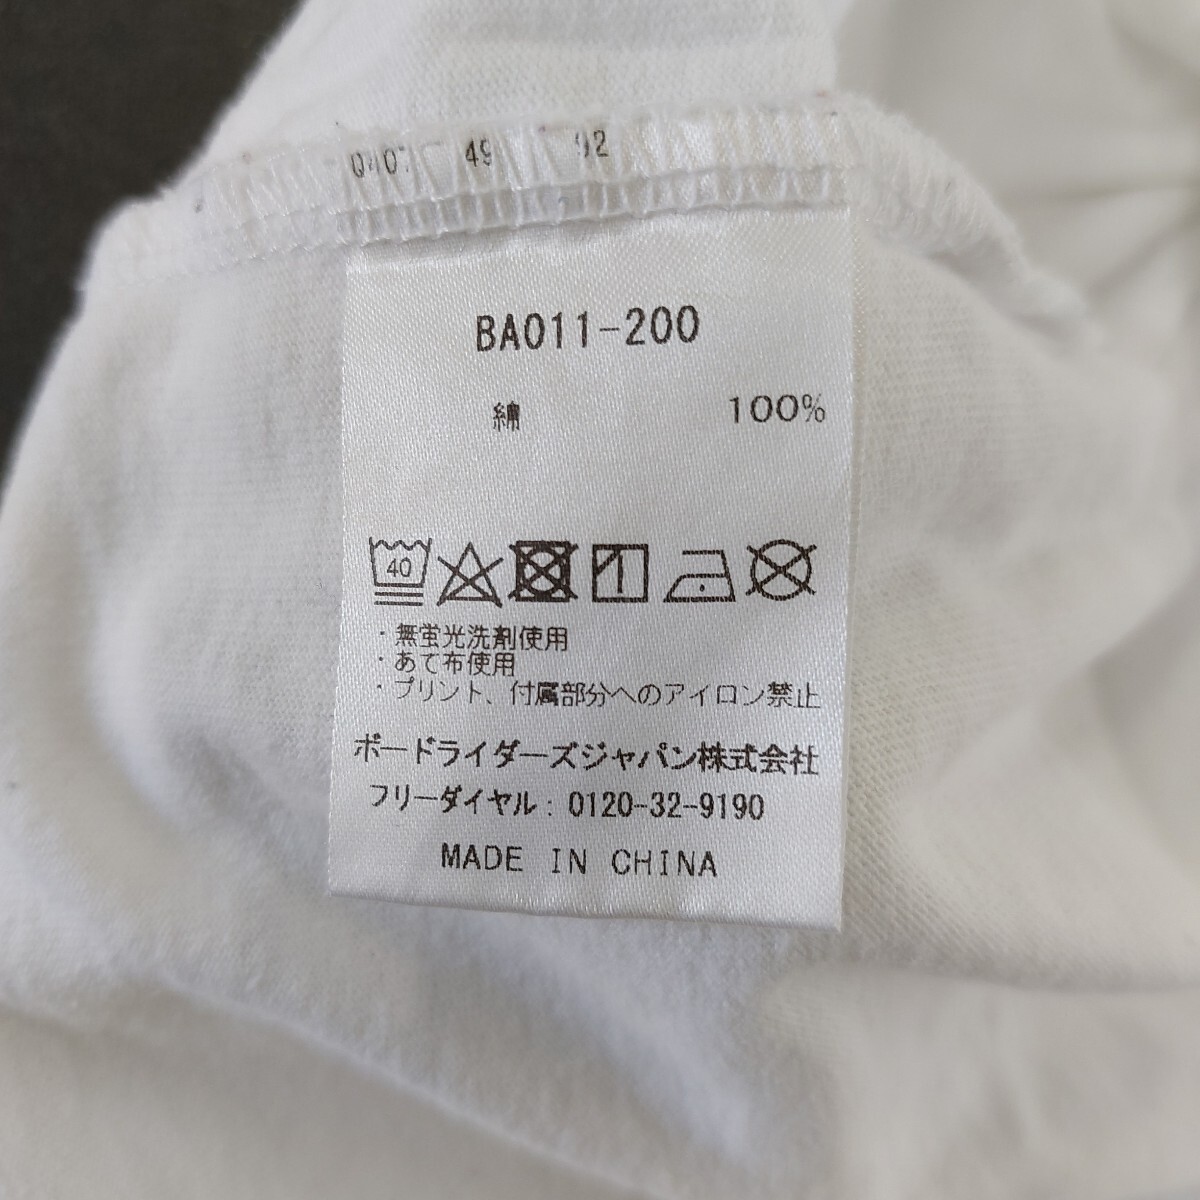 49
BA011-200
綿 100%
40
・無蛍光洗剤使用
・あて布使用
・プリント、付属部分へのアイロン禁止
ボードライダーズジャパン株式会社
フリーダイヤル: 0120-32-9190
MADE IN CHINA